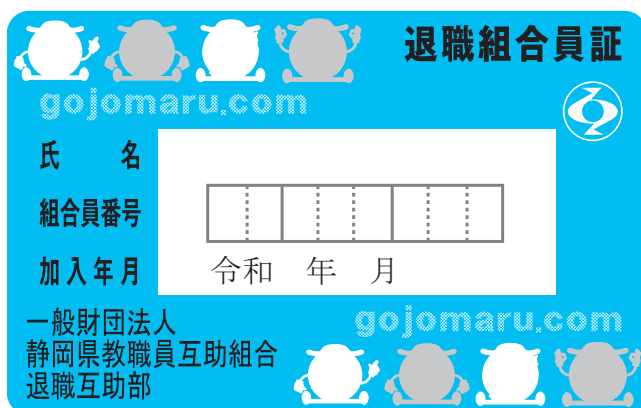 退職組合員証
gojomaru.com
氏 名
組合員番号
加入年月
令和 年 月
gojomaru.com
一般財団法人
静岡県教職員互助組合
退職互助部